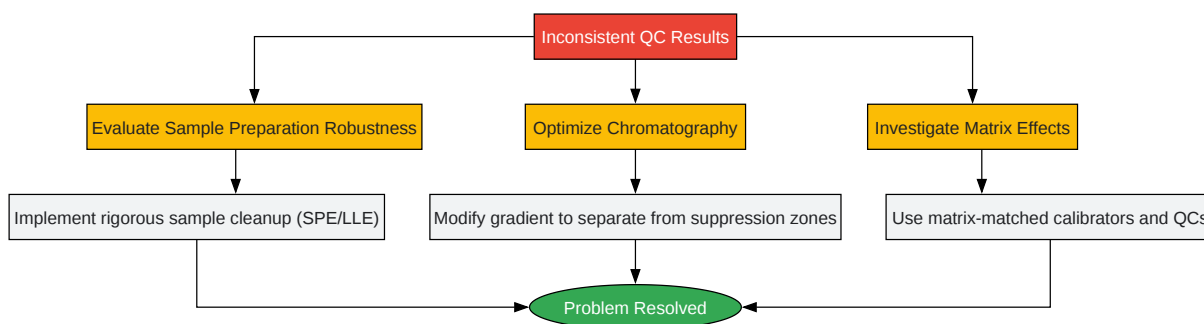 Inconsistent QC Results
Evaluate Sample Preparation Robustness
Optimize Chromatography
Investigate Matrix Effects
Implement rigorous sample cleanup (SPE/LLE)
Modify gradient to separate from suppression zones
Use matrix-matched calibrators and QCs
Problem Resolved